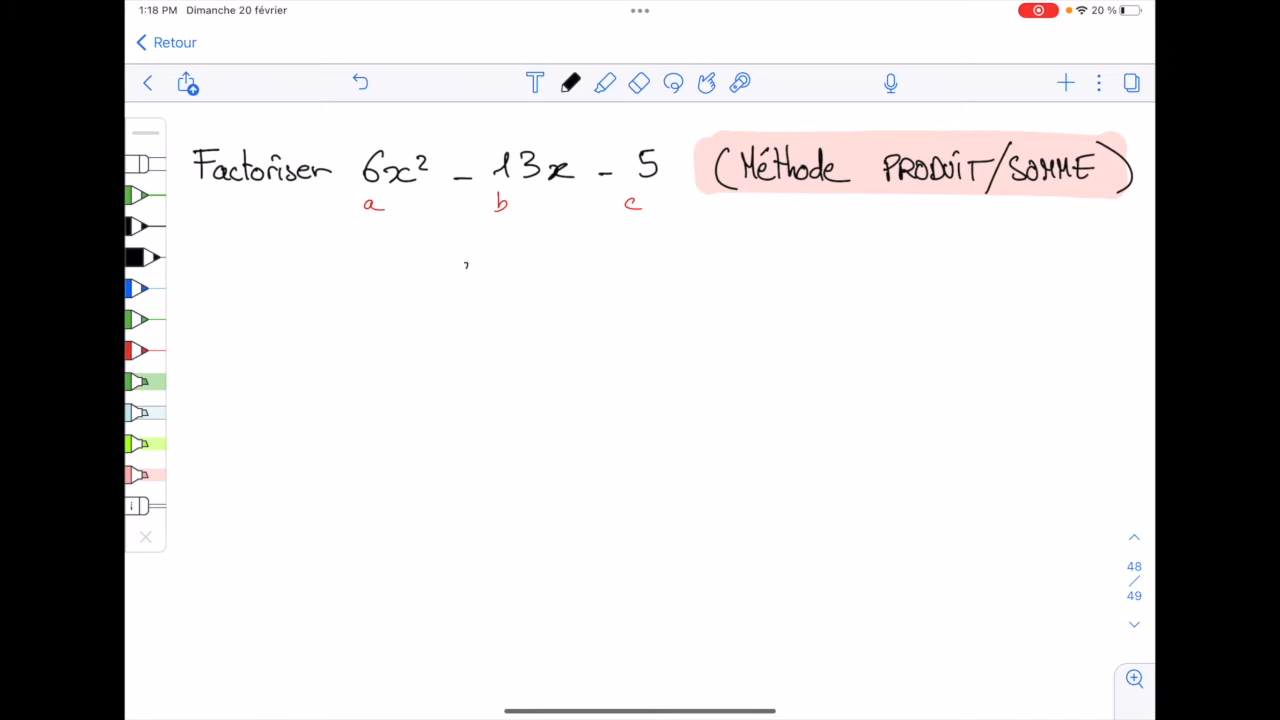 1:18 PM Dimanche 20 février
20 %
Retour
T
Factoriser 6x² - 13x - 5 (Méthode PRODUIT/SOMME)
a b c
i
48
/
49